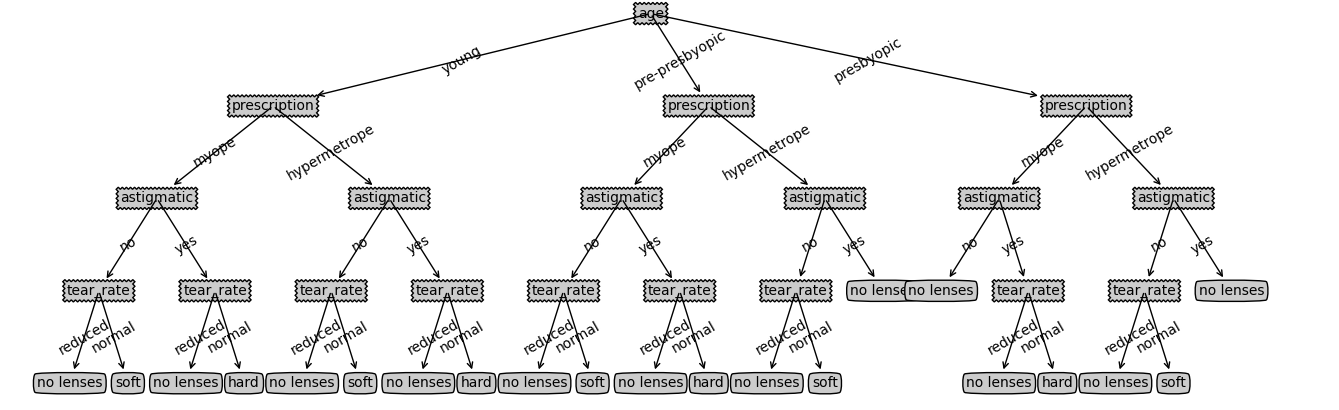 age
young pre-presbyopic presbyopic
prescription prescription prescription
myope hypermetrope myope hypermetrope myope hypermetrope
astigmatic astigmatic astigmatic astigmatic astigmatic astigmatic
no yes no yes no yes no yes no yes no yes
tear_rate tear_rate tear_rate tear_rate tear_rate tear_rate tear_rate no lenses no lenses tear_rate tear_rate no lenses
reduced normal reduced normal reduced normal reduced normal reduced normal reduced normal reduced normal reduced normal reduced normal
no lenses soft no lenses hard no lenses soft no lenses hard no lenses soft no lenses hard no lenses soft no lenses hard no lenses soft